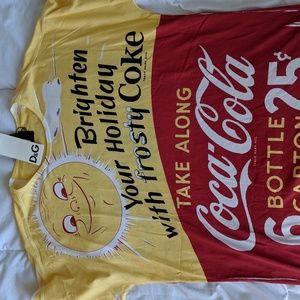 Brighten
Your Holiday
with frosty Coke
TAKE ALONG
Coca-Cola
6 BOTTLE 25¢
CARTON
D&G